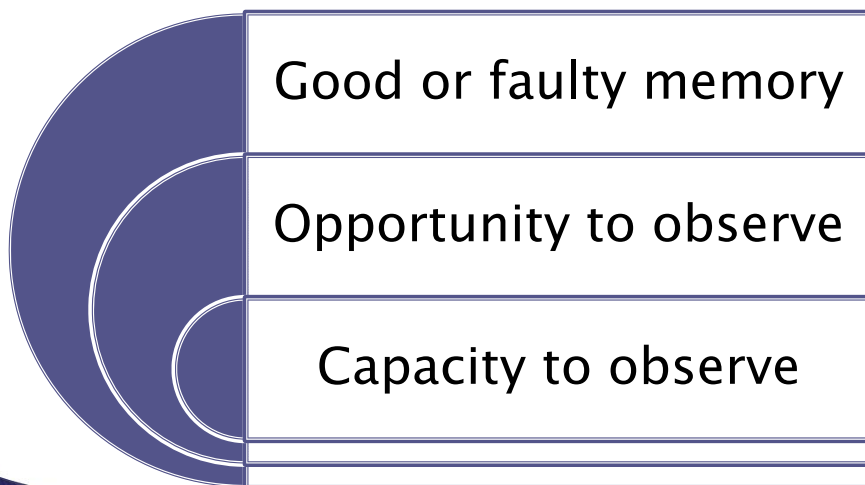 Good or faulty memory
Opportunity to observe
Capacity to observe